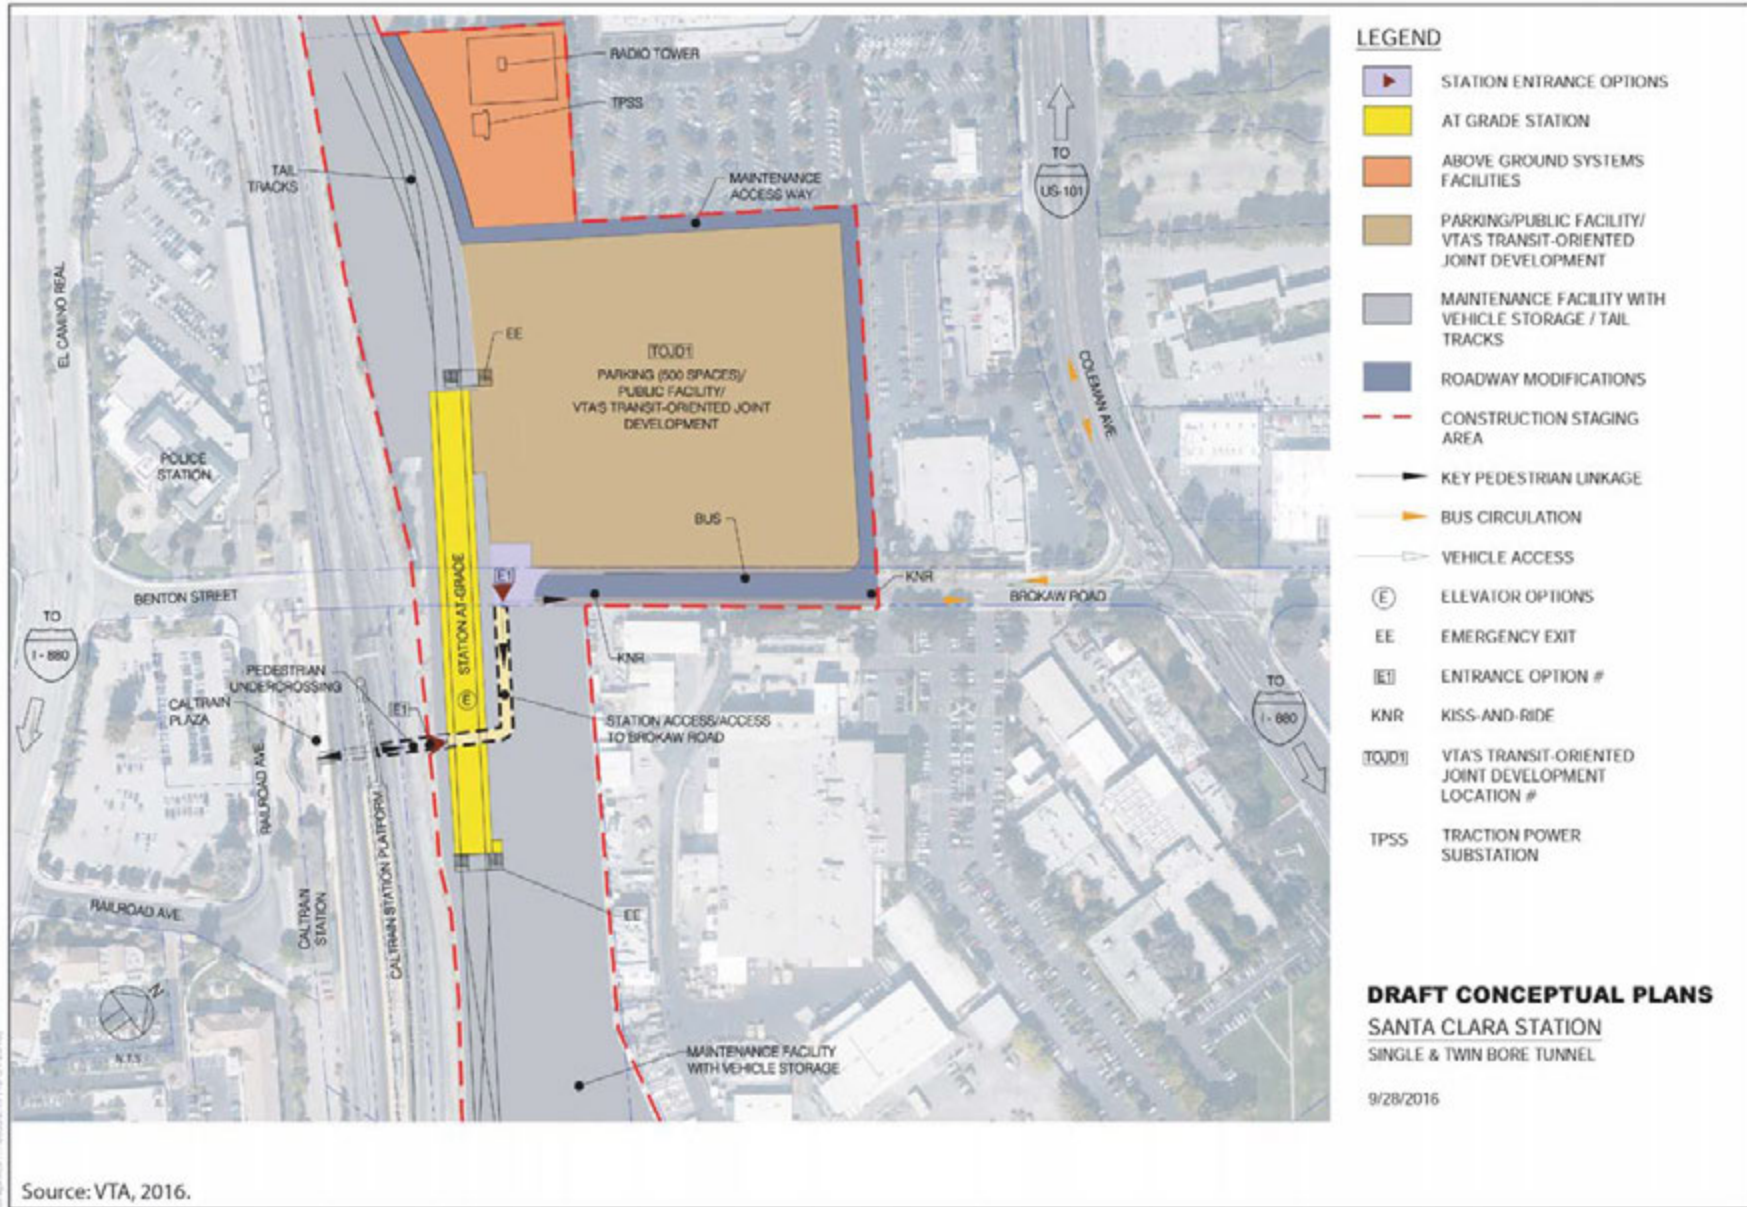 RADIO TOWER
TPSS
TAIL
TRACKS
MAINTENANCE
ACCESS WAY
TO
US-101
EL CAMINO REAL
EE
TOJD1
PARKING (500 SPACES)/
PUBLIC FACILITY/
VTA'S TRANSIT-ORIENTED JOINT
DEVELOPMENT
COLEMAN AVE.
POLICE
STATION
BUS
STATION AT-GRADE
E
E1
KNR
BENTON STREET
BROKAW ROAD
TO
I-880
KNR
PEDESTRIAN
UNDERCROSSING
CALTRAIN
PLAZA
E1
STATION ACCESS/ACCESS
TO BROKAW ROAD
TO
I-880
RAILROAD AVE.
CALTRAIN STATION PLATFORM
RAILROAD AVE.
CALTRAIN
STATION
EE
N
N.T.S
MAINTENANCE FACILITY
WITH VEHICLE STORAGE
LEGEND
STATION ENTRANCE OPTIONS
AT GRADE STATION
ABOVE GROUND SYSTEMS
FACILITIES
PARKING/PUBLIC FACILITY/
VTA'S TRANSIT-ORIENTED
JOINT DEVELOPMENT
MAINTENANCE FACILITY WITH
VEHICLE STORAGE / TAIL
TRACKS
ROADWAY MODIFICATIONS
CONSTRUCTION STAGING
AREA
KEY PEDESTRIAN LINKAGE
BUS CIRCULATION
VEHICLE ACCESS
E ELEVATOR OPTIONS
EE EMERGENCY EXIT
E1 ENTRANCE OPTION #
KNR KISS-AND-RIDE
TOJD1 VTA'S TRANSIT-ORIENTED
JOINT DEVELOPMENT
LOCATION #
TPSS TRACTION POWER
SUBSTATION
DRAFT CONCEPTUAL PLANS
SANTA CLARA STATION
SINGLE & TWIN BORE TUNNEL
9/28/2016
Source: VTA, 2016.